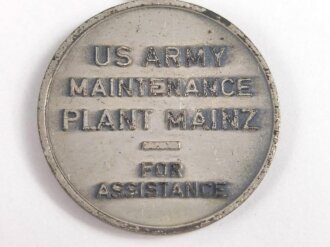 US ARMY
MAINTENANCE
PLANT MAINZ
FOR
ASSISTANCE